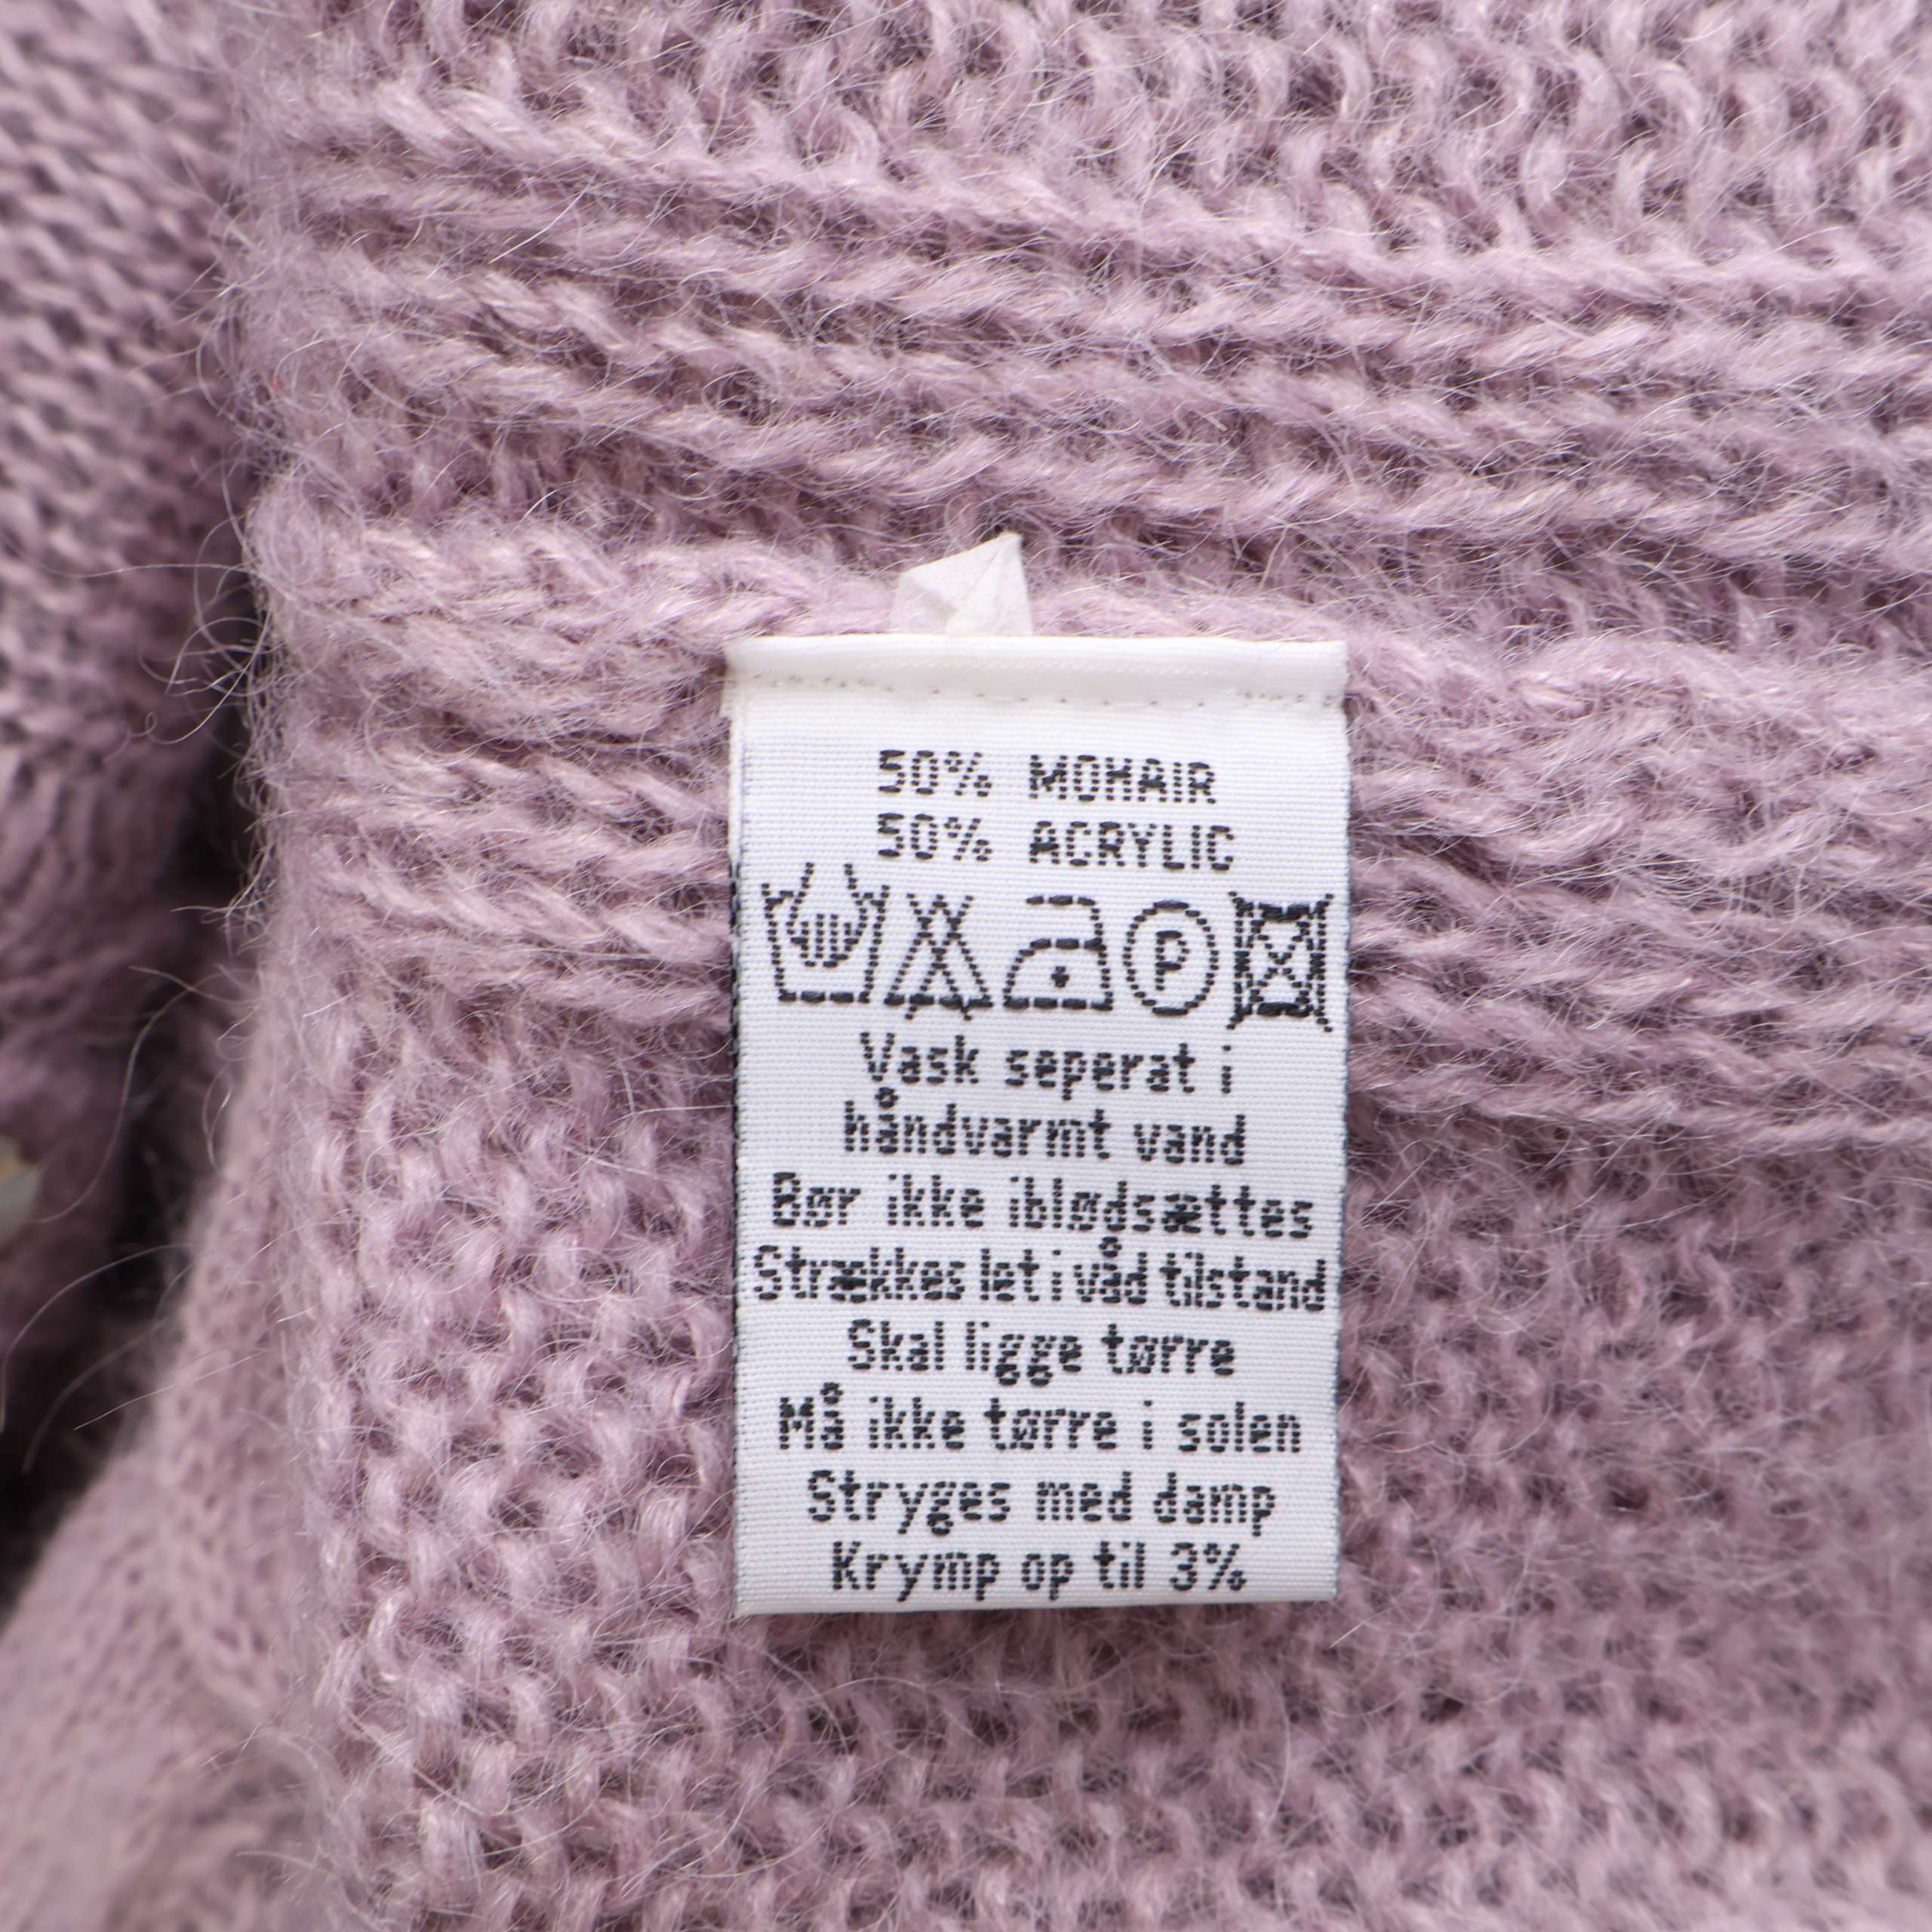 50% MOHAIR
50% ACRYLIC
P
Vask seperat i
håndvarmt vand
Bør ikke iblødsættes
Strækkes let i våd tilstand
Skal ligge tørre
Må ikke tørre i solen
Stryges med damp
Krymp op til 3%